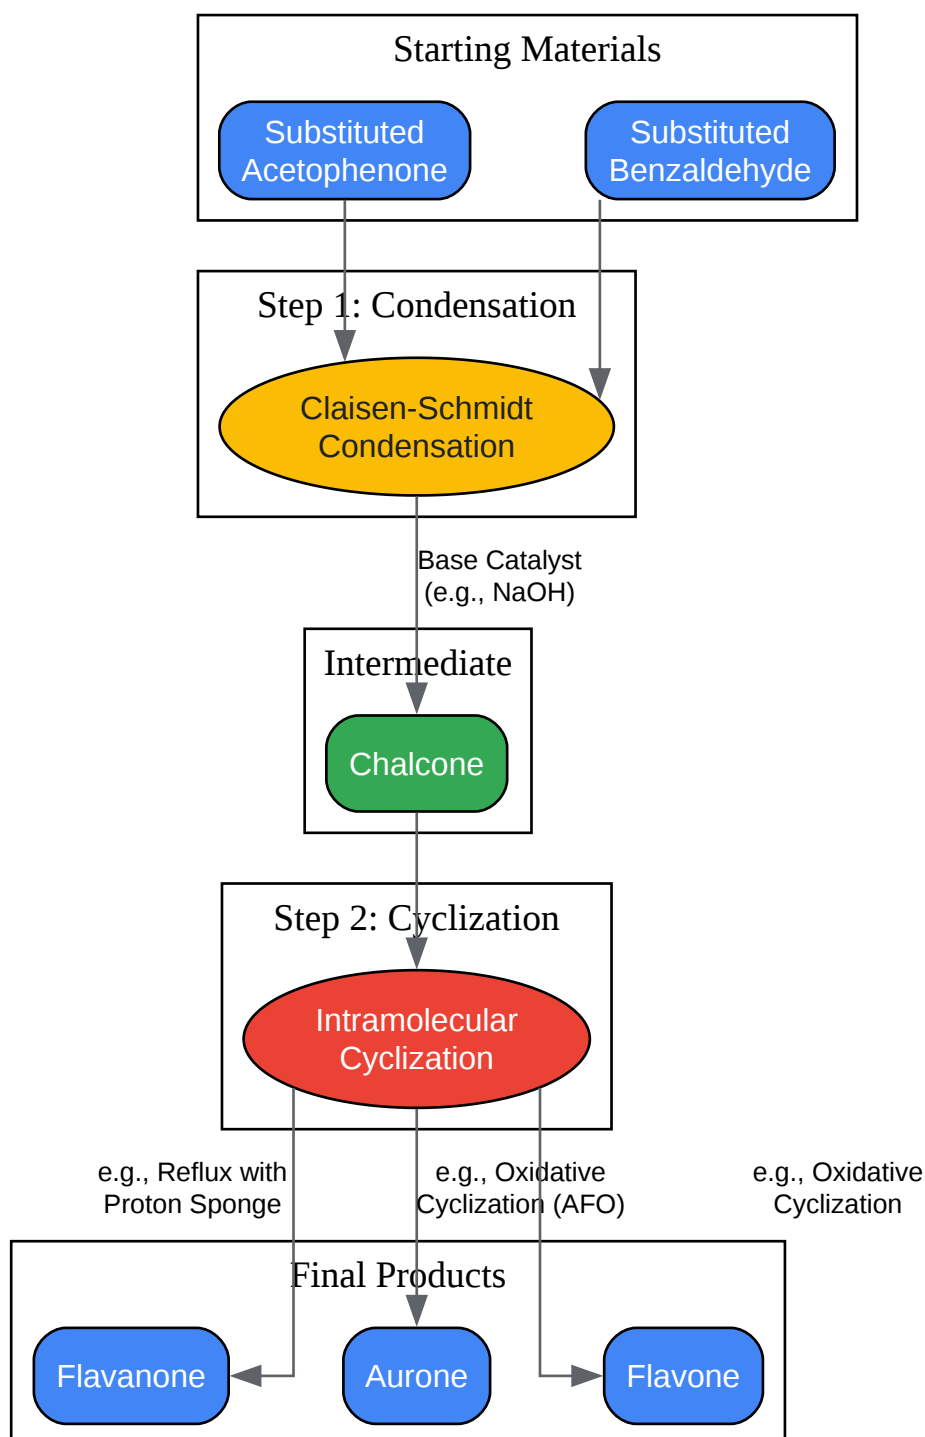 Starting Materials
Substituted
Acetophenone
Substituted
Benzaldehyde
Step 1: Condensation
Claisen-Schmidt
Condensation
Base Catalyst
(e.g., NaOH)
Intermediate
Chalcone
Step 2: Cyclization
Intramolecular
Cyclization
e.g., Reflux with
Proton Sponge
e.g., Oxidative
Cyclization (AFO)
e.g., Oxidative
Cyclization
Final Products
Flavanone
Aurone
Flavone